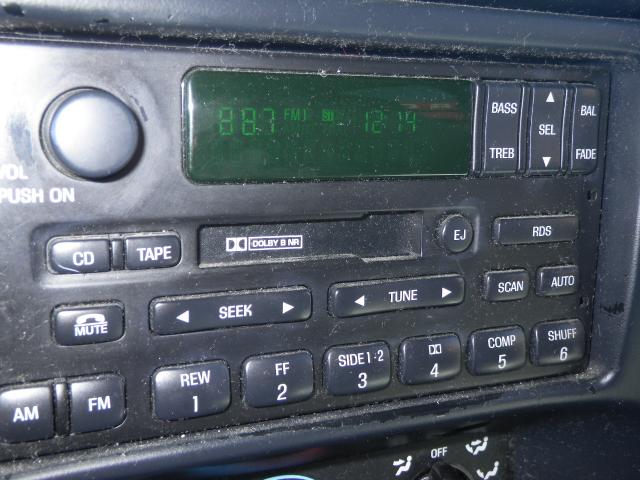 887 FM1 12 14
BASS
TREB
SEL
BAL
FADE
VOL
PUSH ON
CD
TAPE
DOLBY B NR
EJ
RDS
MUTE
SEEK
TUNE
SCAN
AUTO
AM
FM
REW
1
FF
2
SIDE 1·2
3
4
COMP
5
SHUFF
6
OFF